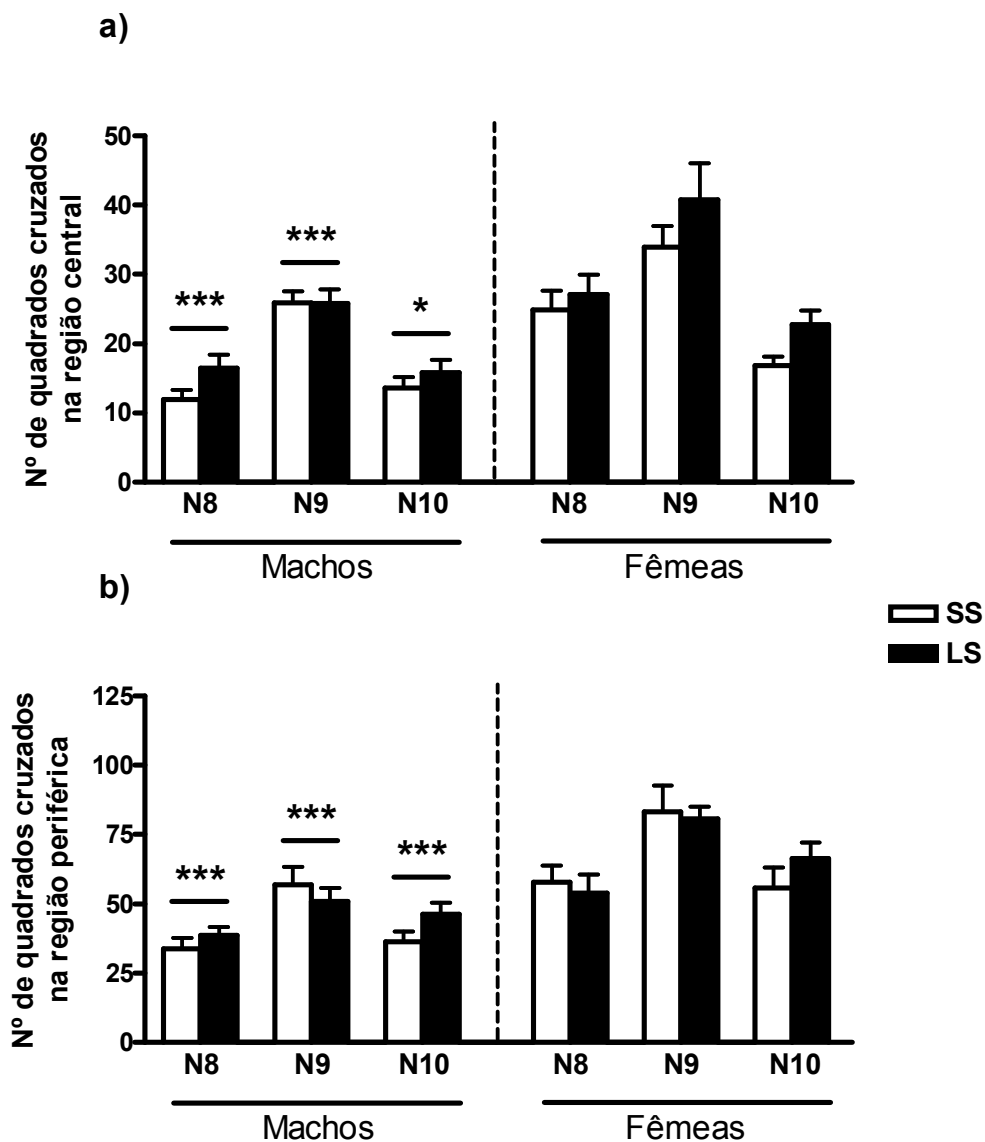 a)
Nº de quadrados cruzados
na região central
50
40
30
20
10
0
***
***
*
N8 N9 N10 N8 N9 N10
Machos Fêmeas
b)
SS
LS
Nº de quadrados cruzados
na região periférica
125
100
75
50
25
0
***
***
***
N8 N9 N10 N8 N9 N10
Machos Fêmeas